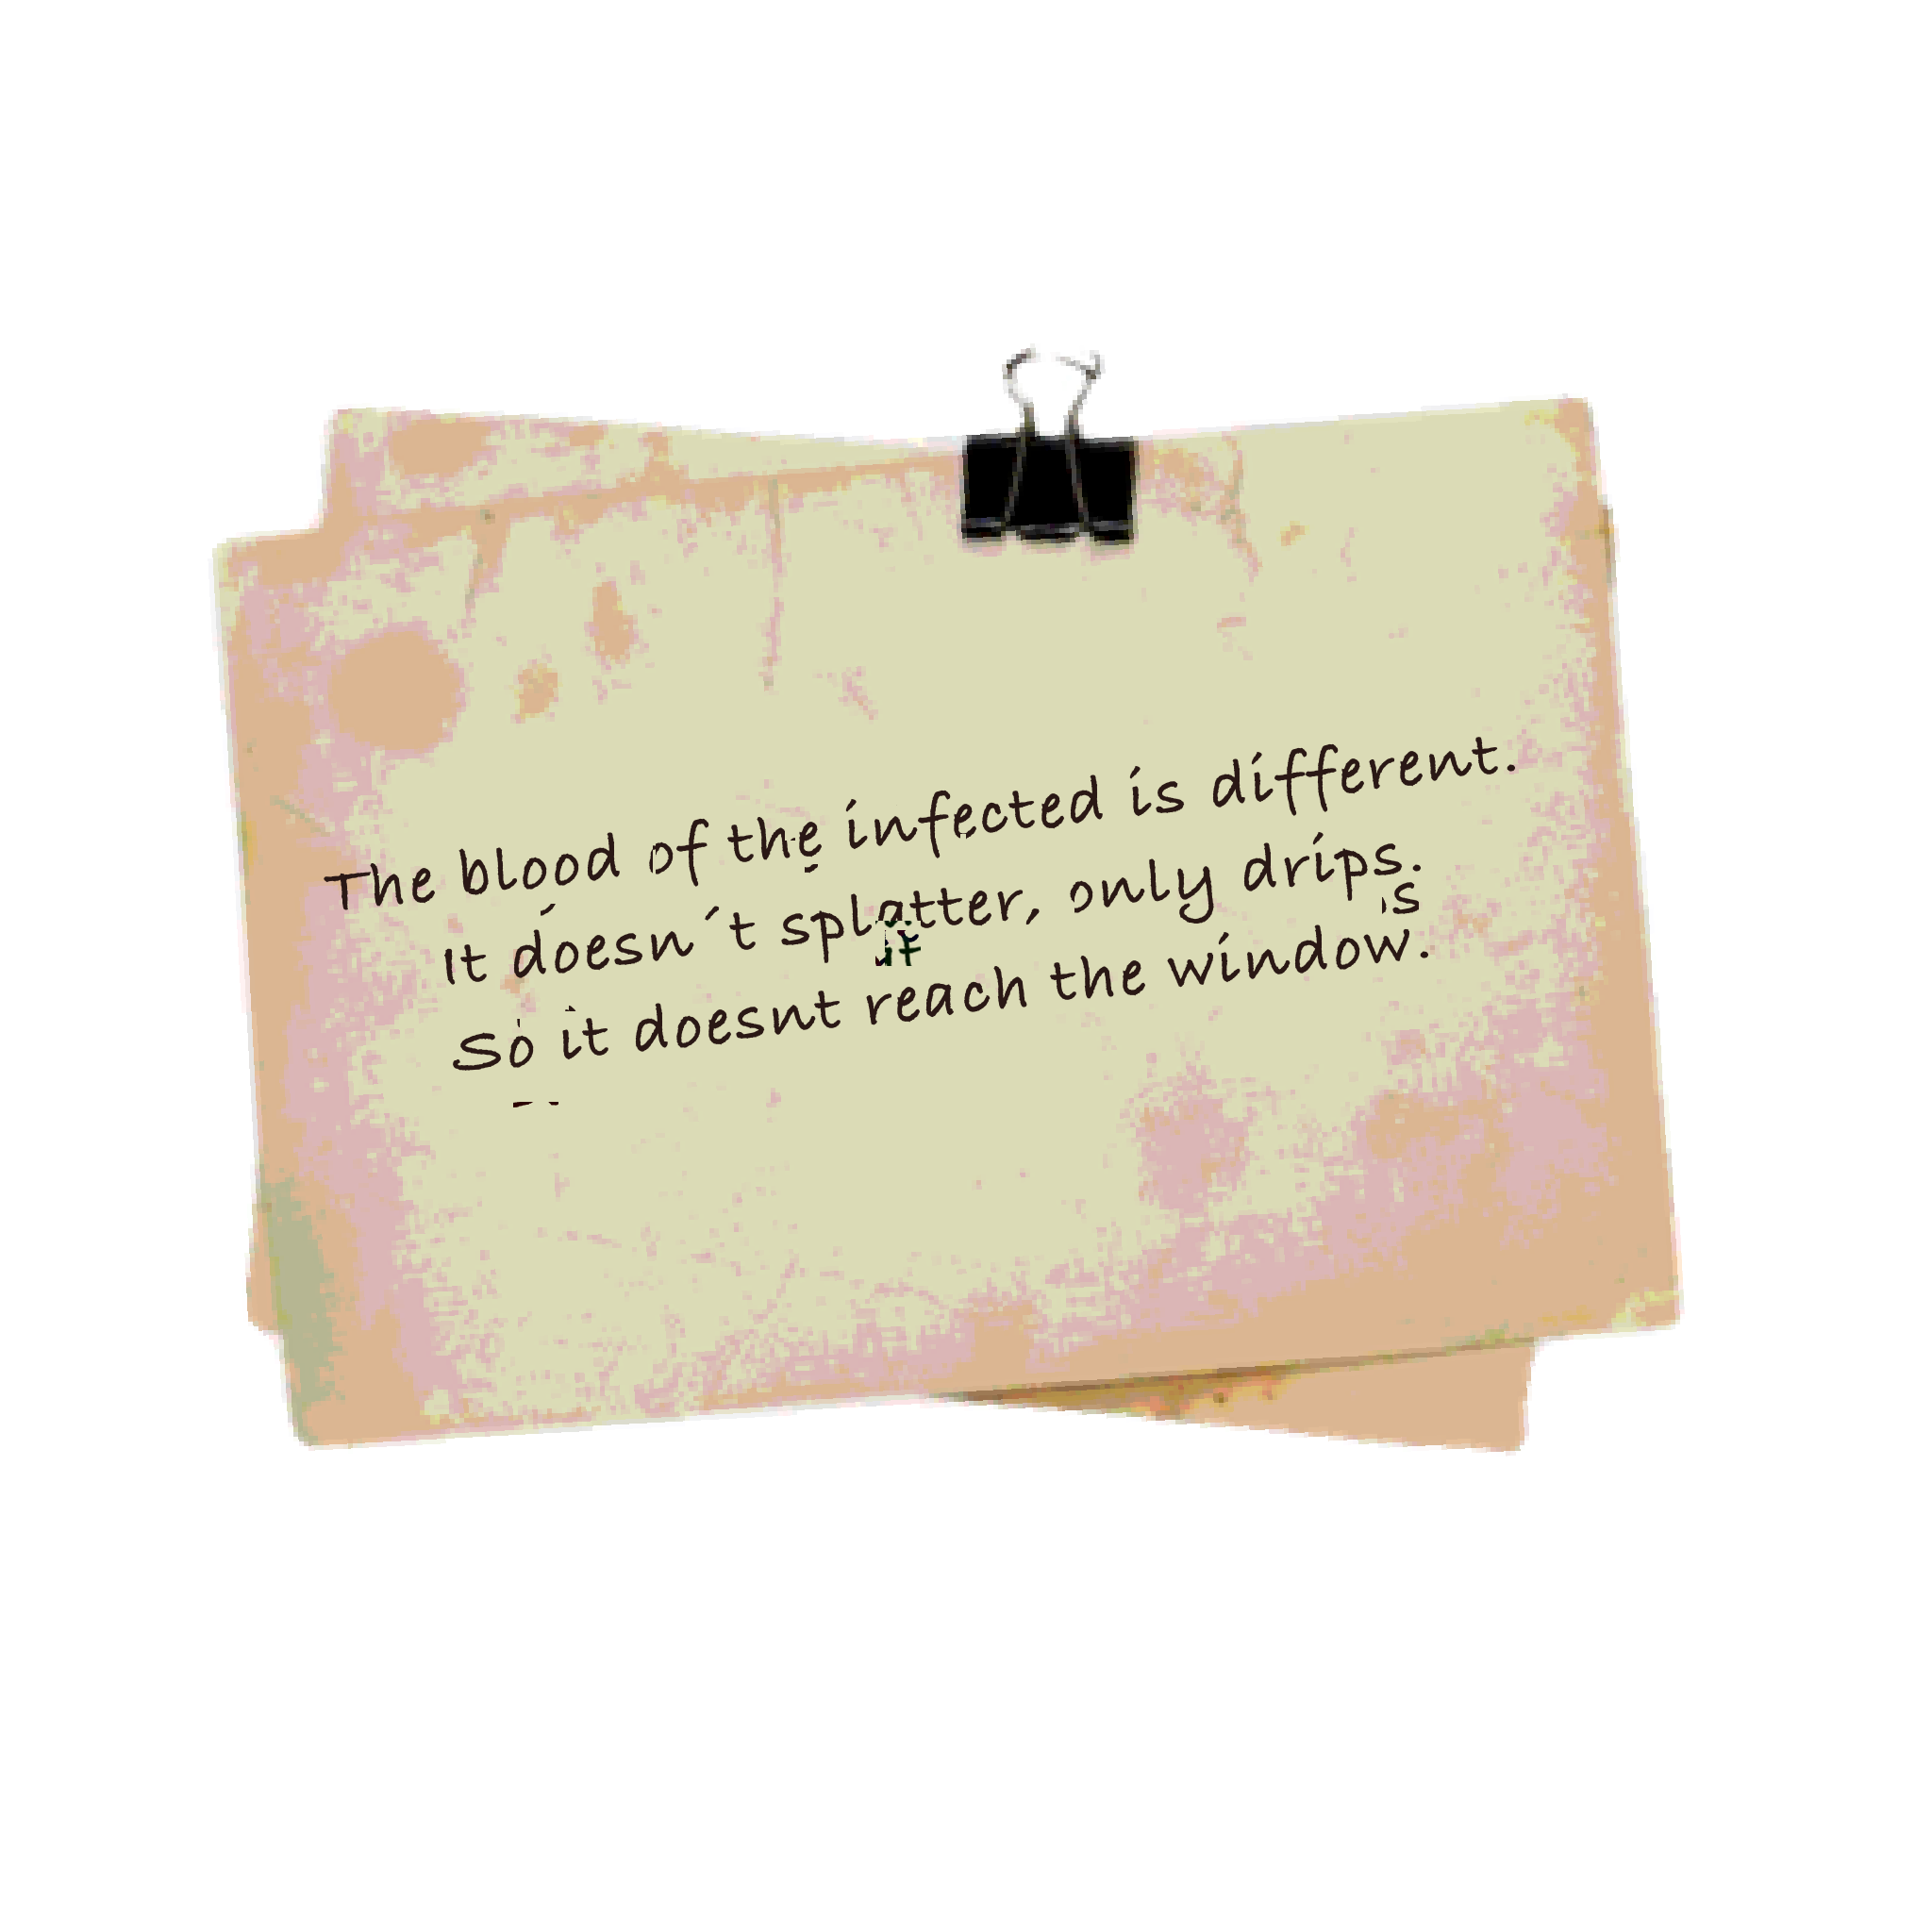 The blood of the infected is different.
It doesn´t splatter, only drips.
So it doesnt reach the window.